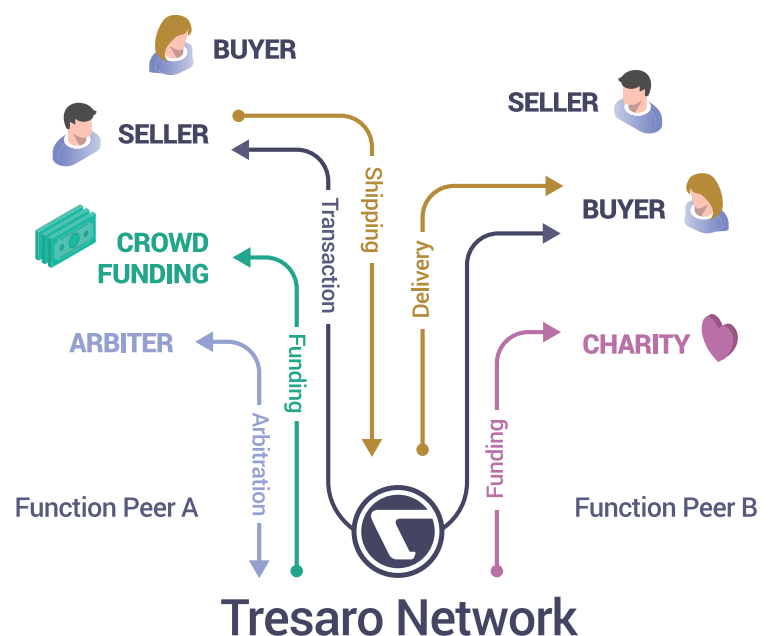 BUYER
SELLER
SELLER
BUYER
CROWD
FUNDING
ARBITER
CHARITY
Shipping
Transaction
Delivery
Funding
Arbitration
Funding
Function Peer A
Function Peer B
Tresaro Network